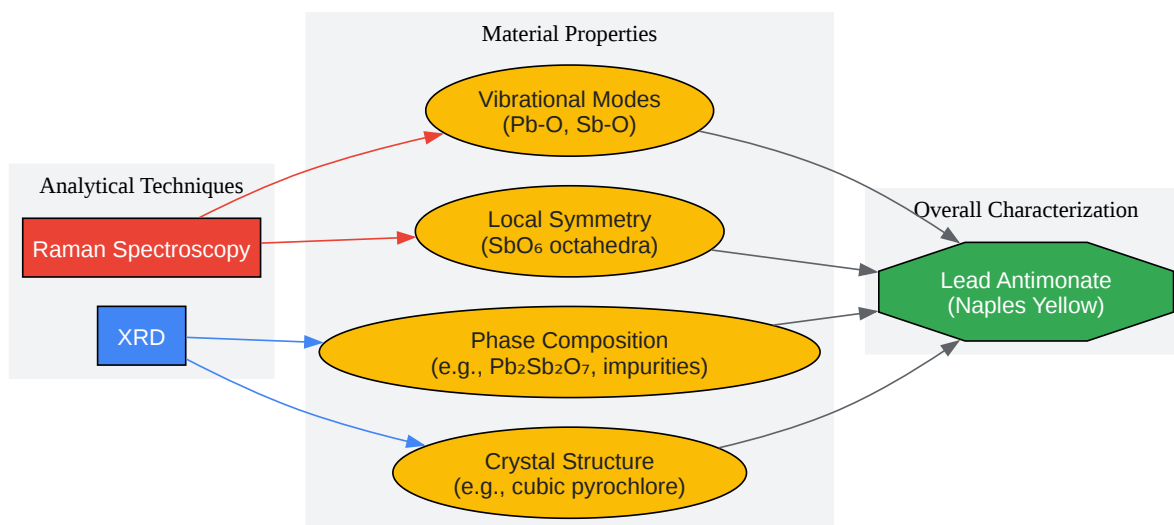 Analytical Techniques
Raman Spectroscopy
XRD
Material Properties
Vibrational Modes
(Pb-O, Sb-O)
Local Symmetry
(SbO₆ octahedra)
Phase Composition
(e.g., Pb₂Sb₂O₇, impurities)
Crystal Structure
(e.g., cubic pyrochlore)
Overall Characterization
Lead Antimonate
(Naples Yellow)